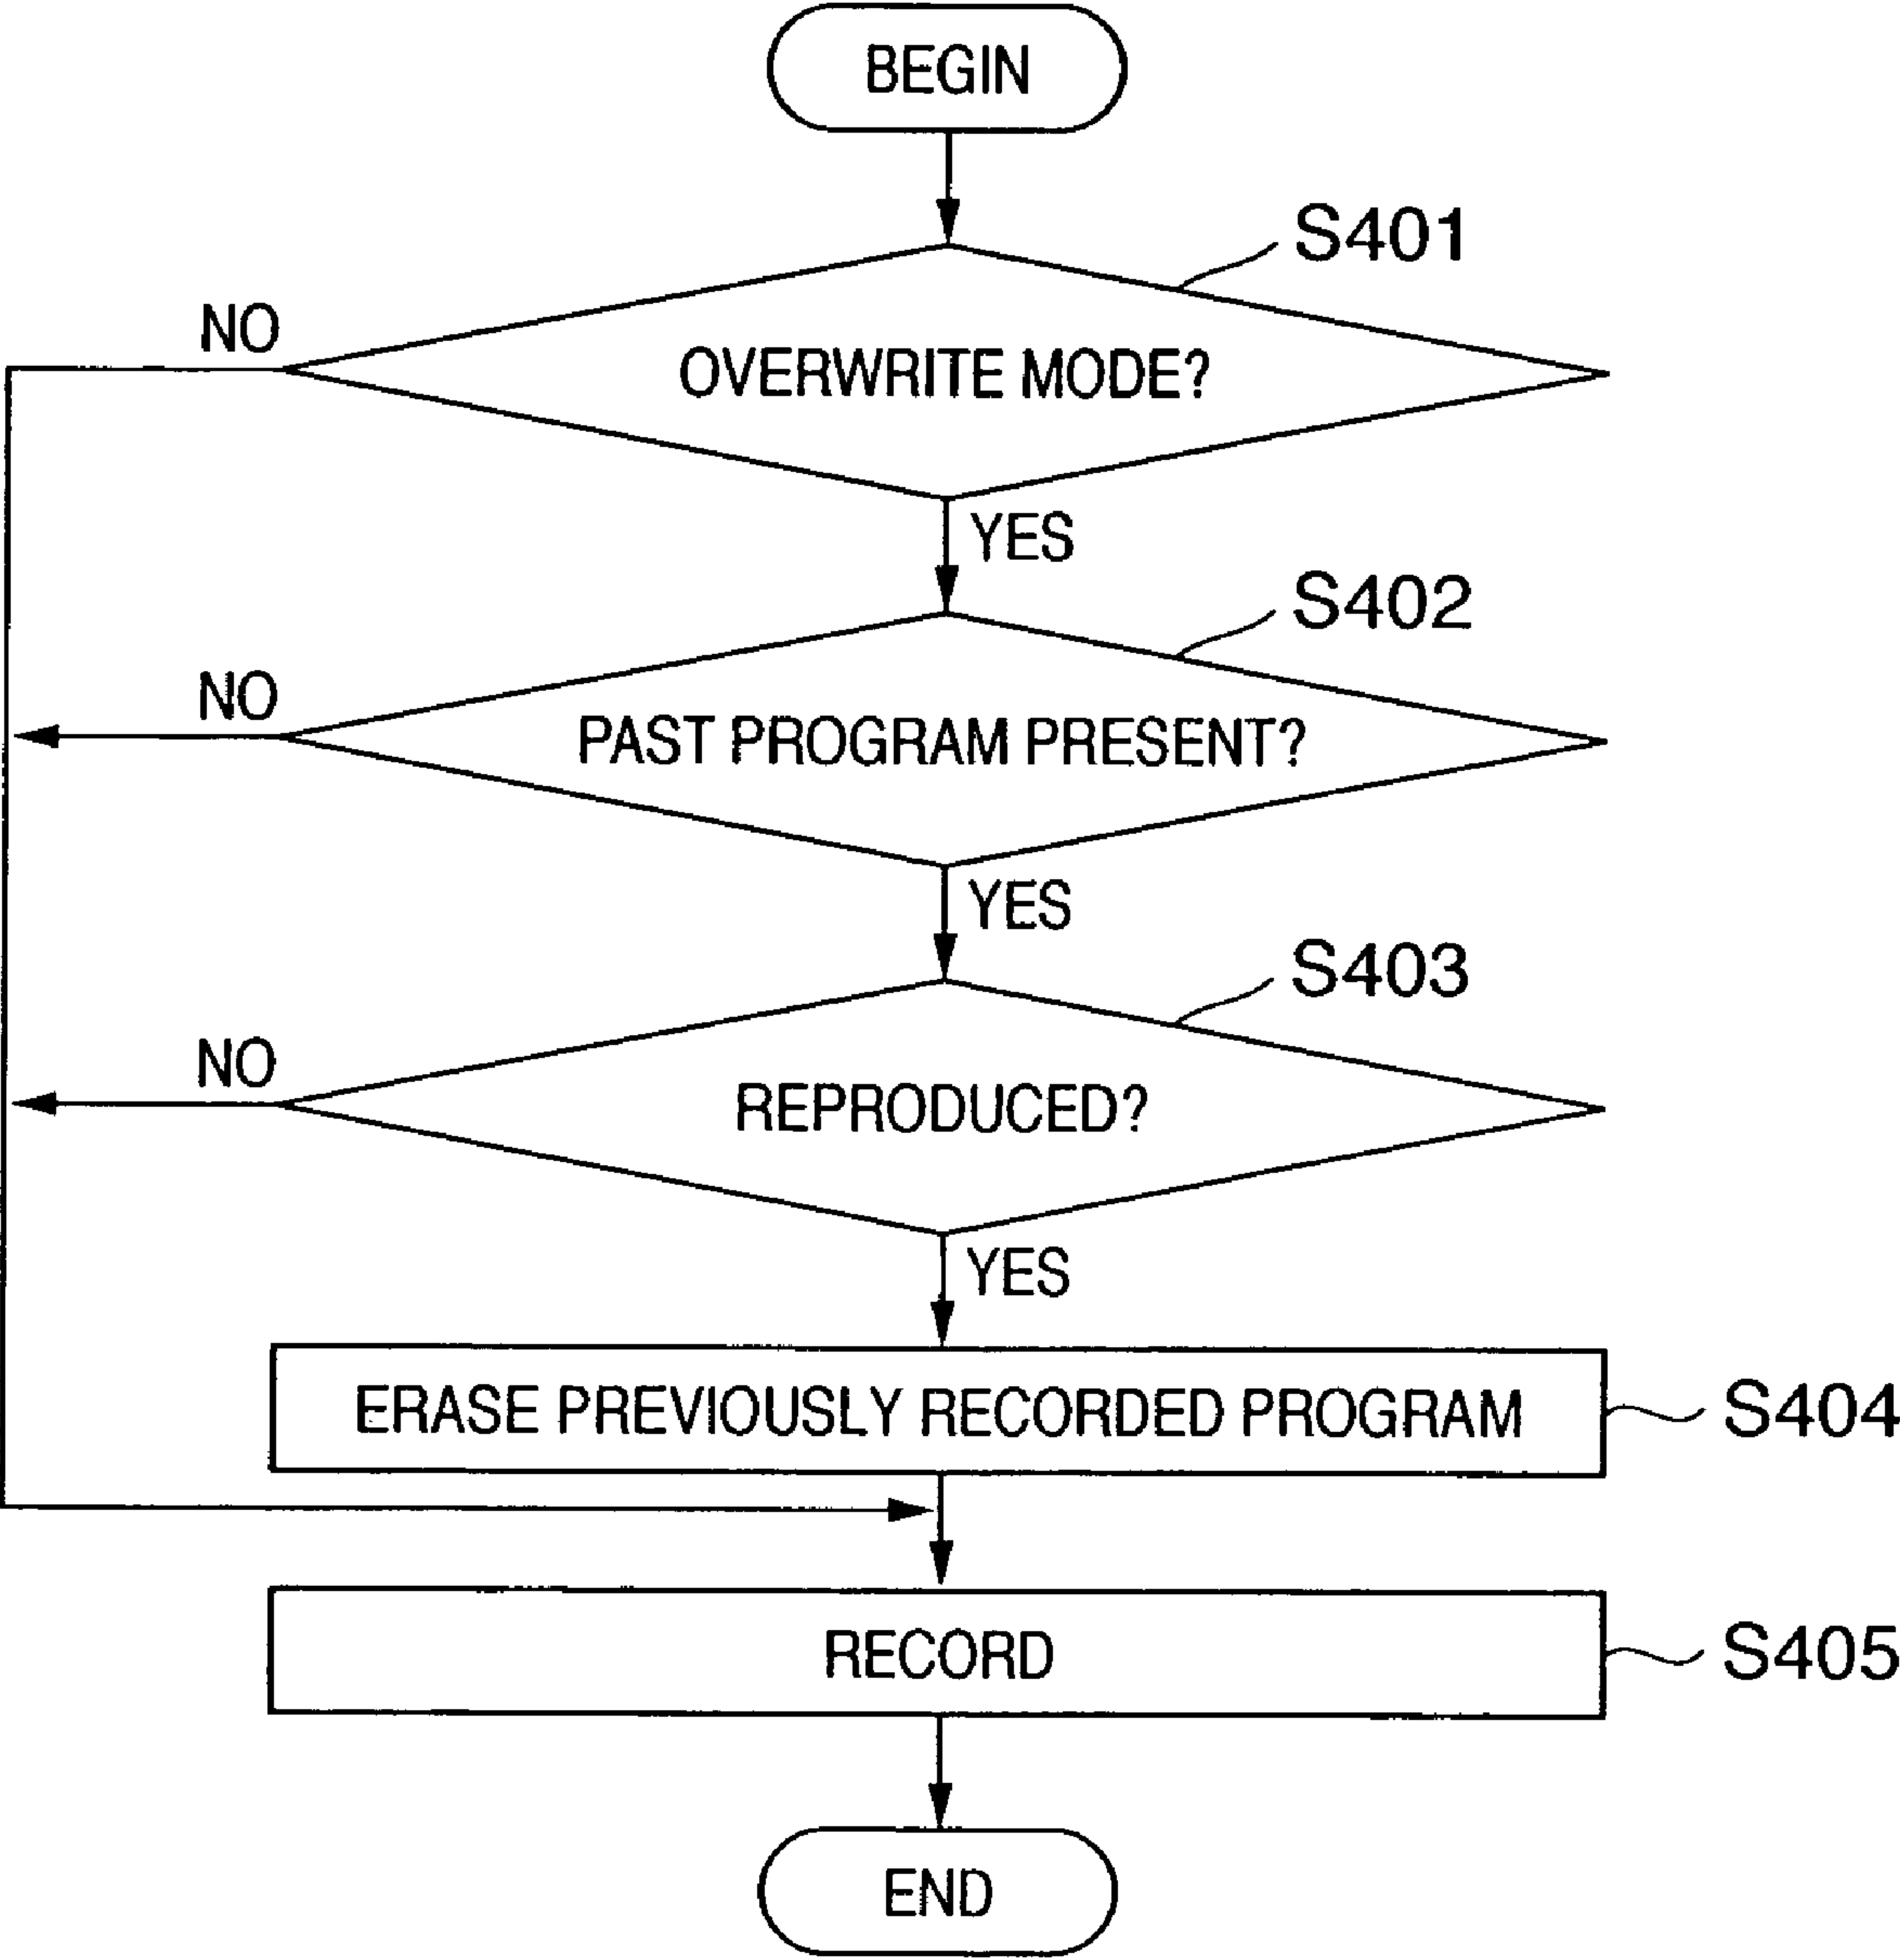 BEGIN
S401
NO
OVERWRITE MODE?
YES
S402
NO
PAST PROGRAM PRESENT?
YES
S403
NO
REPRODUCED?
YES
ERASE PREVIOUSLY RECORDED PROGRAM
S404
RECORD
S405
END